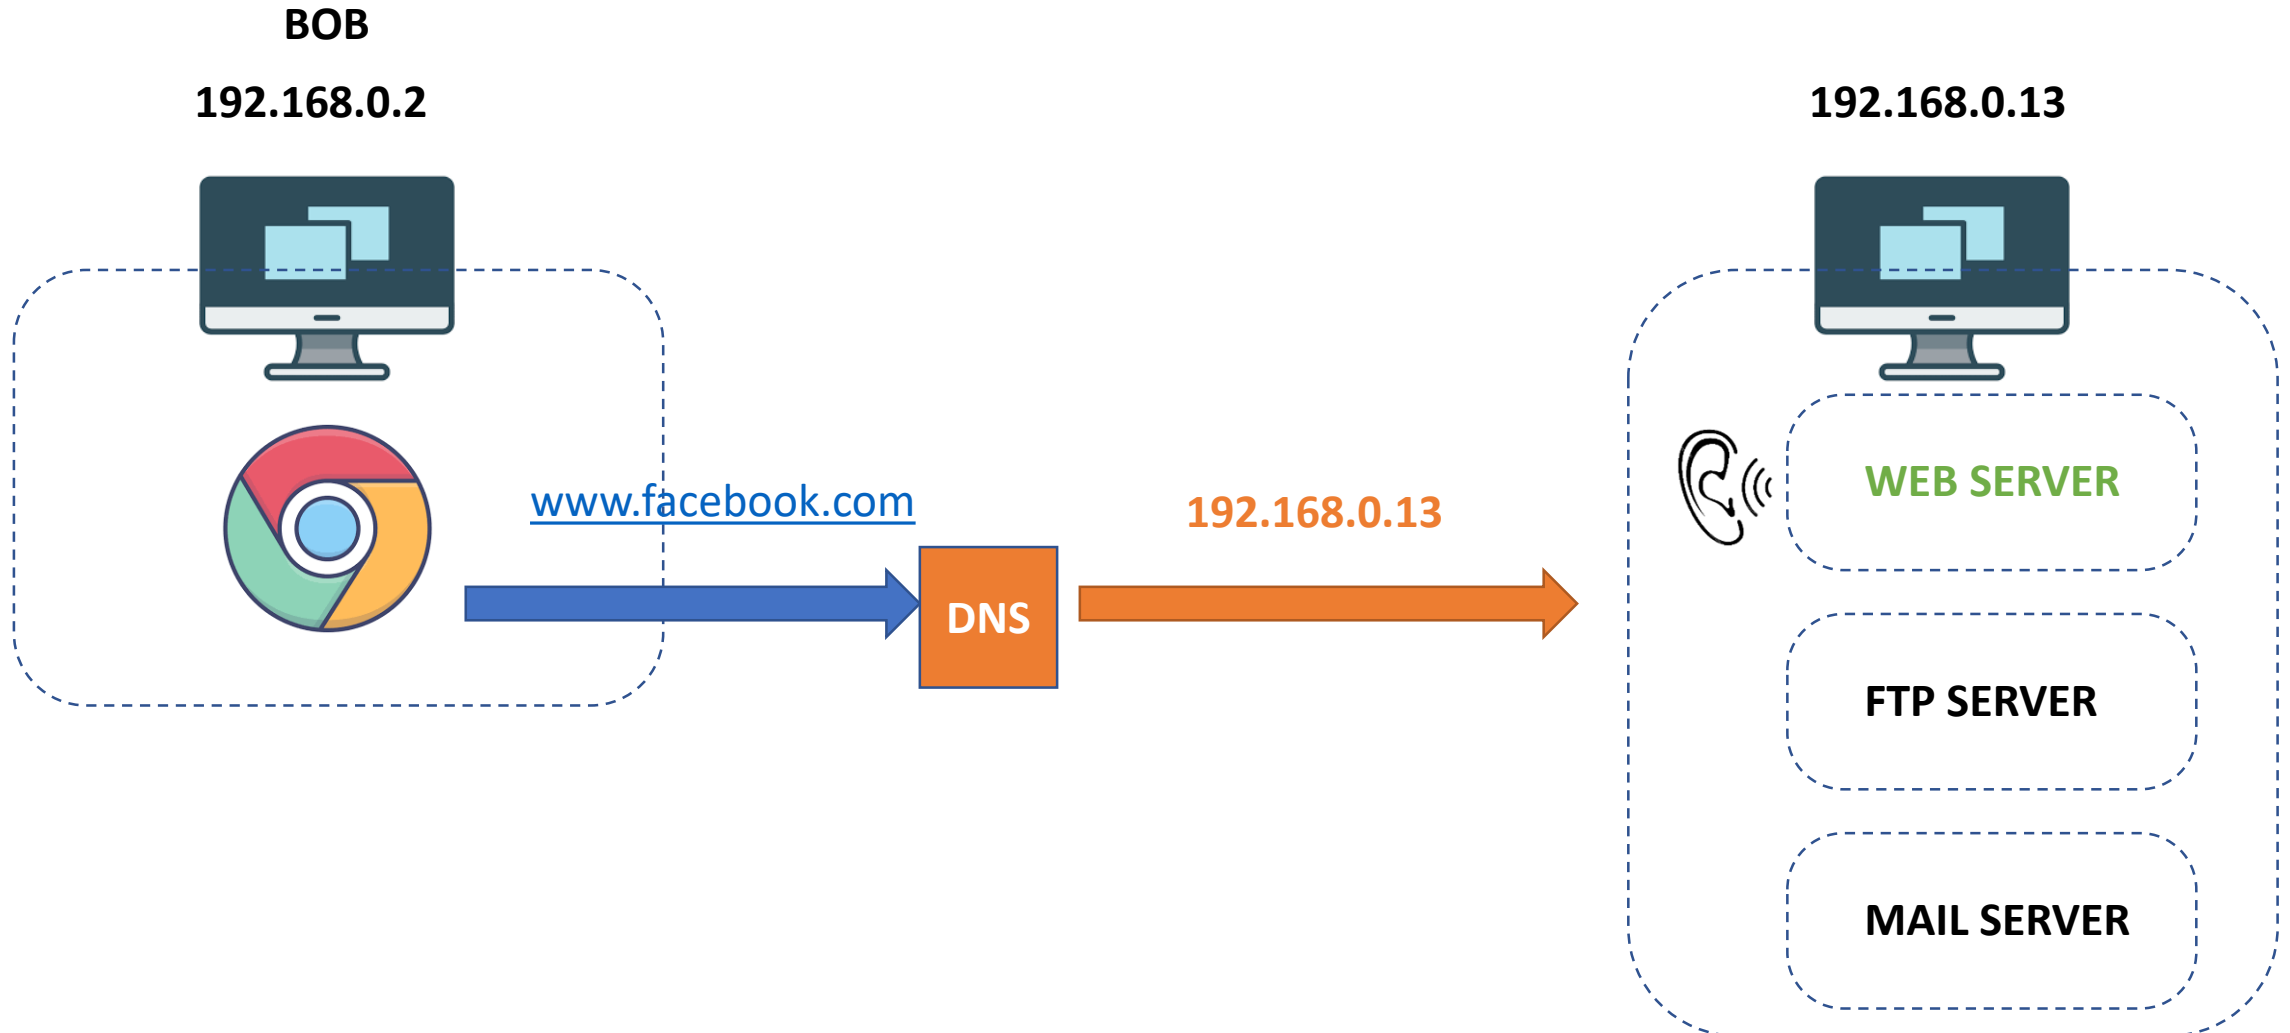 BOB
192.168.0.2
192.168.0.13
www.facebook.com
192.168.0.13
DNS
WEB SERVER
FTP SERVER
MAIL SERVER